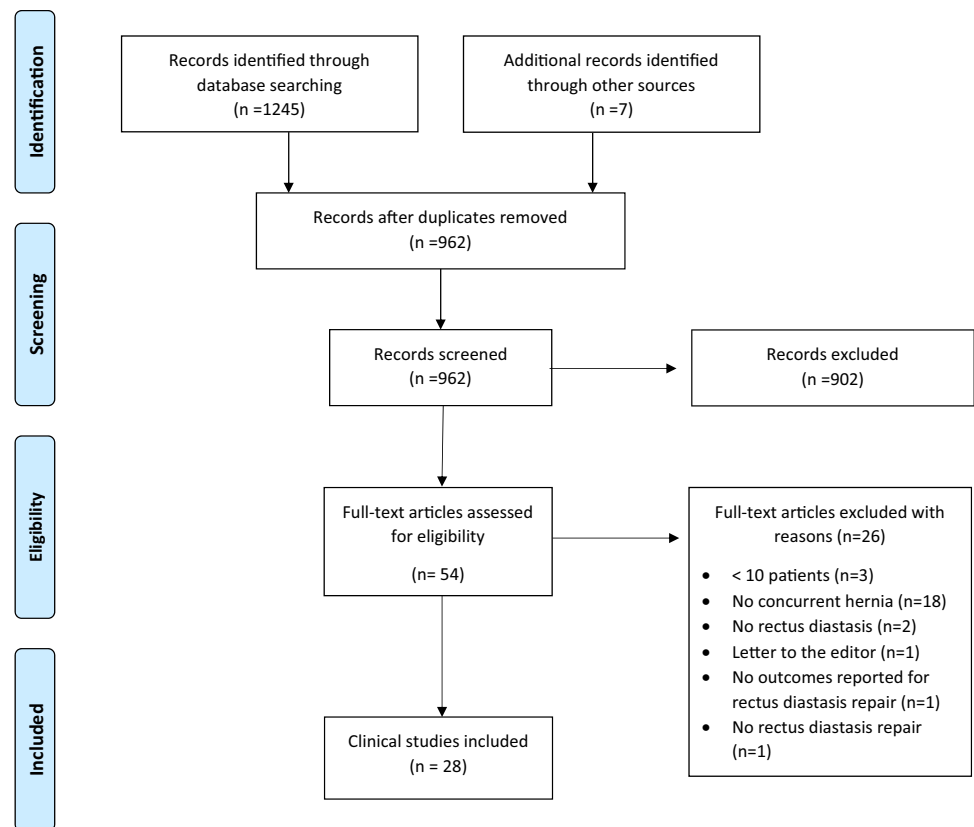 Identification
Records identified through
database searching
(n =1245)
Additional records identified
through other sources
(n =7)
Records after duplicates removed
(n =962)
Screening
Records screened
(n =962)
Records excluded
(n =902)
Eligibility
Full-text articles assessed
for eligibility
(n= 54)
Full-text articles excluded with
reasons (n=26)
• < 10 patients (n=3)
• No concurrent hernia (n=18)
• No rectus diastasis (n=2)
• Letter to the editor (n=1)
• No outcomes reported for
rectus diastasis repair (n=1)
• No rectus diastasis repair
(n=1)
Included
Clinical studies included
(n = 28)